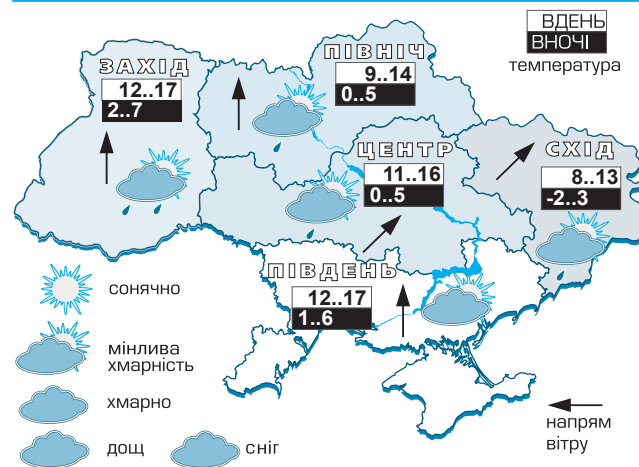 ВДЕНЬ
ВНОЧІ
температура
ПІВНІЧ
9..14
0..5
ЗАХІД
12..17
2..7
ЦЕНТР
11..16
0..5
СХІД
8..13
-2..3
ПІВДЕНЬ
12..17
1..6
сонячно
мінлива
хмарність
хмарно
дощ
сніг
напрям
вітру